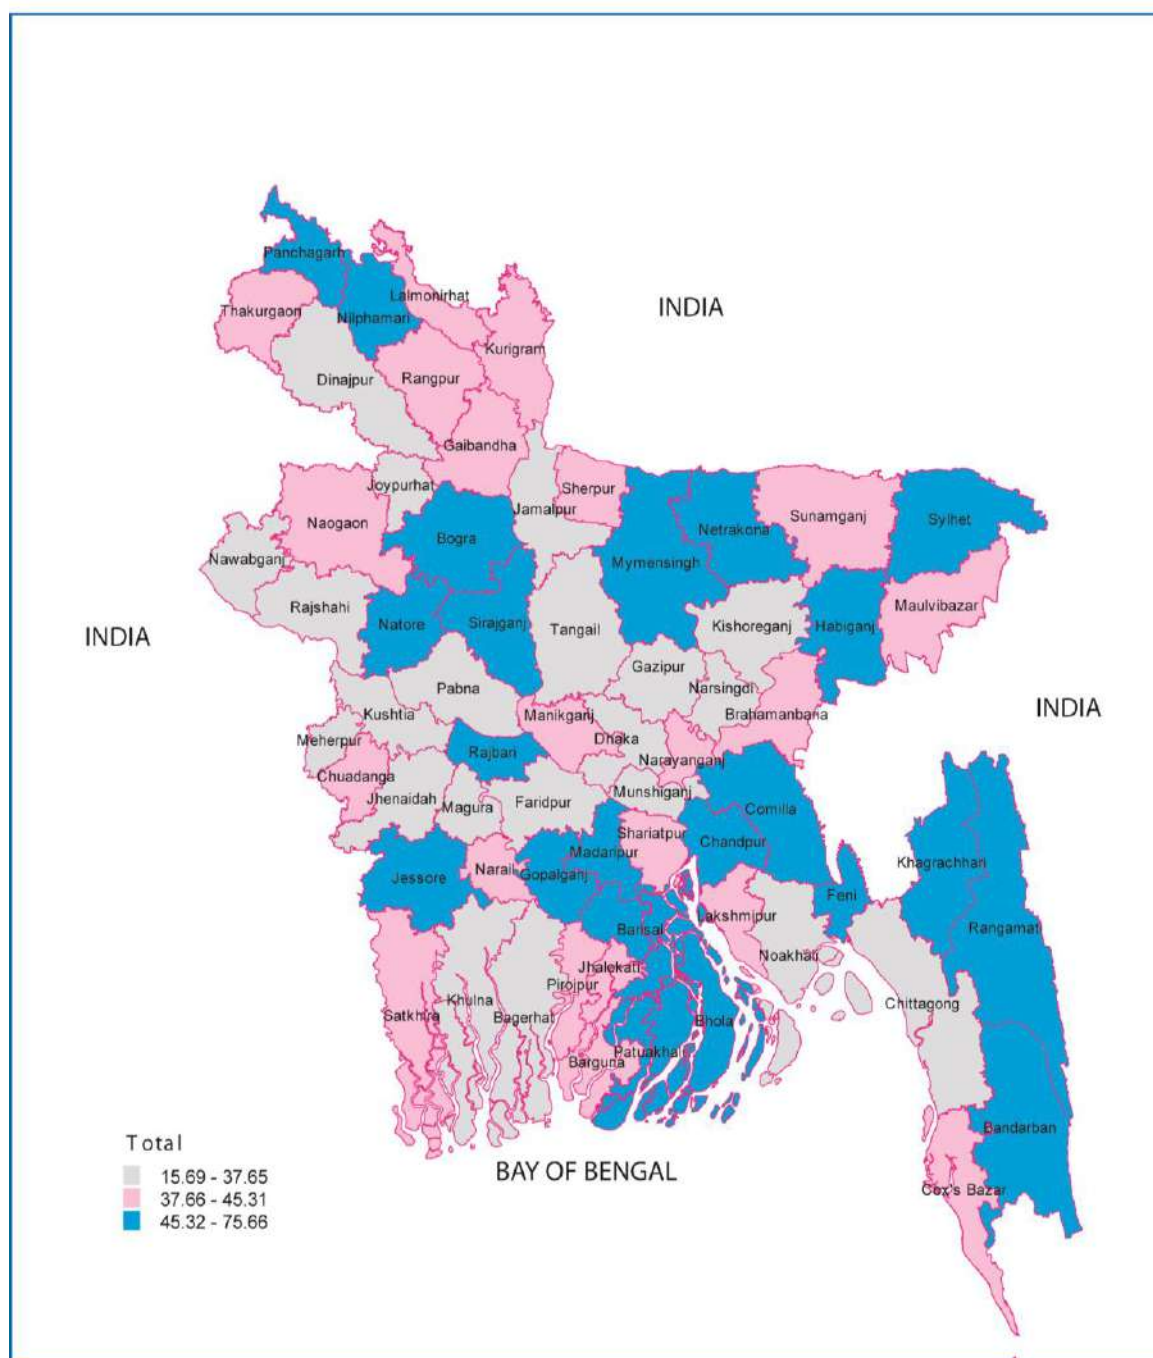 Panchagarh
Lalmonirhat
Thakurgaon
Nilphamari
INDIA
Kurigram
Dinajpur
Rangpur
Gaibandha
Joypurhat
Sherpur
Jamalpur
Naogaon
Sunamganj
Sylhet
Netrakona
Bogra
Nawabganj
Mymensingh
Rajshahi
Maulvibazar
Natore
Sirajganj
Tangail
Kishoreganj
Habiganj
INDIA
Gazipur
Pabna
Narsingdi
Kushtia
Manikganj
Brahamanbaria
INDIA
Meherpur
Dhaka
Rajbari
Narayanganj
Chuadanga
Jhenaidah
Magura
Faridpur
Munshiganj
Comilla
Shariatpur
Chandpur
Madaripur
Khagrachhari
Jessore
Narail
Gopalganj
Feni
Lakshmipur
Barisal
Rangamati
Noakhali
Jhalekati
Pirojpur
Khulna
Chittagong
Satkhira
Bagerhat
Bhola
Patuakhali
Barguna
Bandarban
Total
BAY OF BENGAL
15.69 - 37.65
Cox's Bazar
37.66 - 45.31
45.32 - 75.66